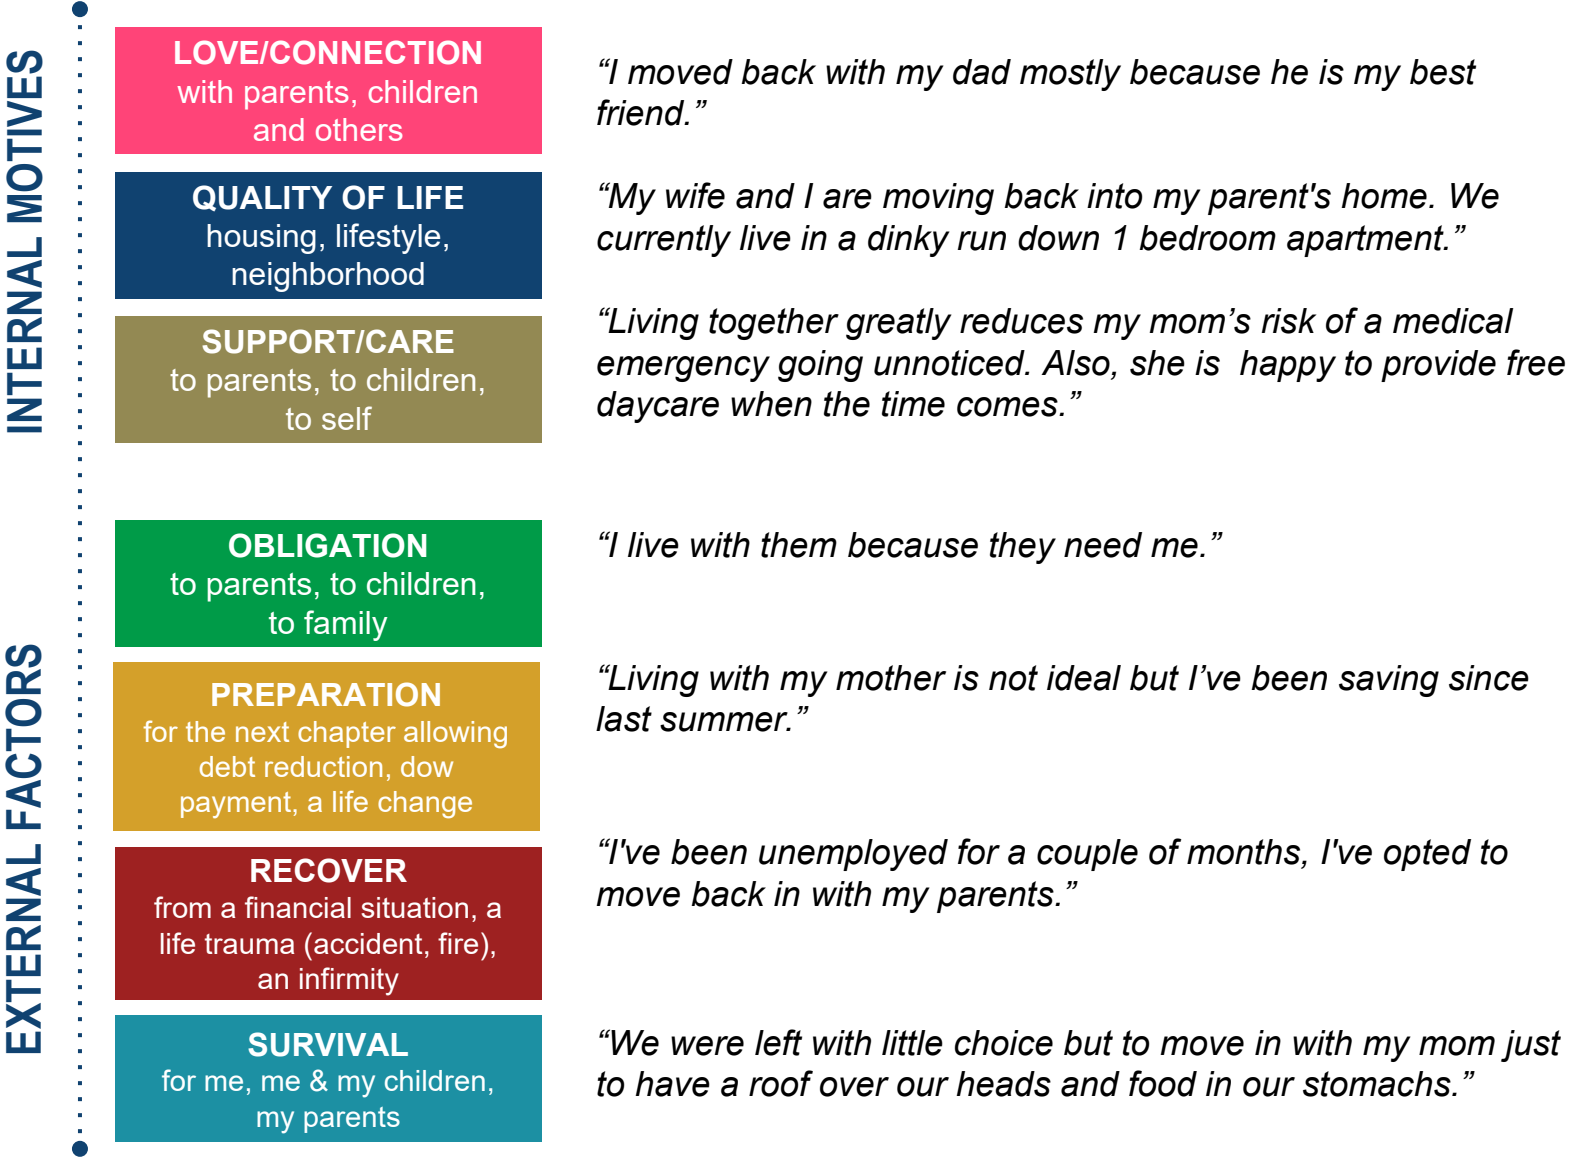 INTERNAL MOTIVES
LOVE/CONNECTION
with parents, children
and others
“I moved back with my dad mostly because he is my best
friend.”
QUALITY OF LIFE
housing, lifestyle,
neighborhood
“My wife and I are moving back into my parent's home. We
currently live in a dinky run down 1 bedroom apartment.”
SUPPORT/CARE
to parents, to children,
to self
“Living together greatly reduces my mom’s risk of a medical
emergency going unnoticed. Also, she is  happy to provide free
daycare when the time comes.”
EXTERNAL FACTORS
OBLIGATION
to parents, to children,
to family
“I live with them because they need me.”
PREPARATION
for the next chapter allowing
debt reduction, dow
payment, a life change
“Living with my mother is not ideal but I’ve been saving since
last summer.”
RECOVER
from a financial situation, a
life trauma (accident, fire),
an infirmity
“I've been unemployed for a couple of months, I've opted to
move back in with my parents.”
SURVIVAL
for me, me & my children,
my parents
“We were left with little choice but to move in with my mom just
to have a roof over our heads and food in our stomachs.”